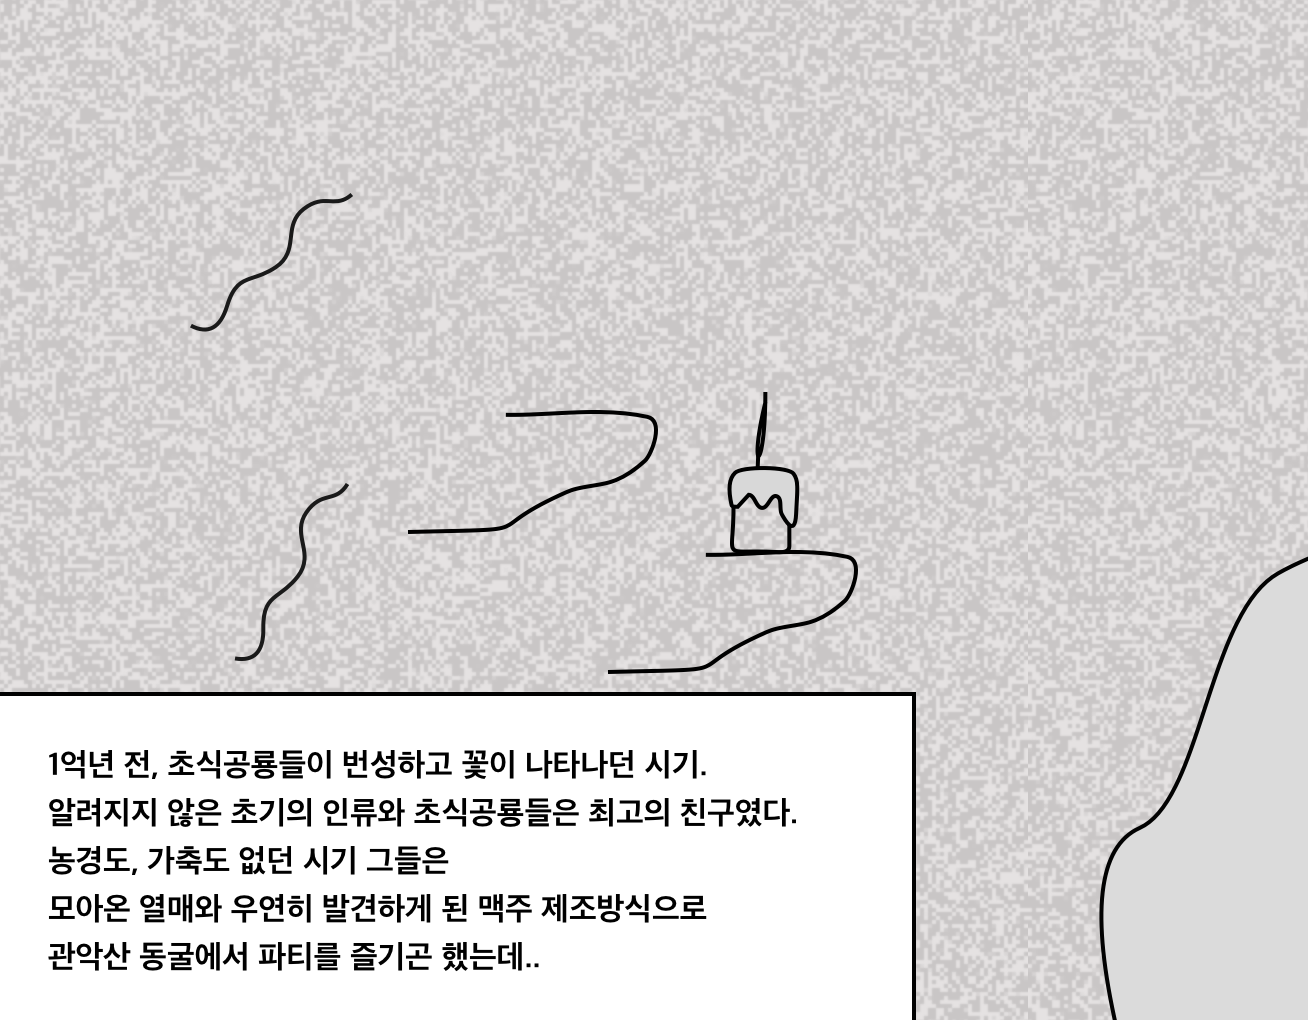 1억년 전, 초식공룡들이 번성하고 꽃이 나타나던 시기.
알려지지 않은 초기의 인류와 초식공룡들은 최고의 친구였다.
농경도, 가축도 없던 시기 그들은
모아온 열매와 우연히 발견하게 된 맥주 제조방식으로
관악산 동굴에서 파티를 즐기곤 했는데..